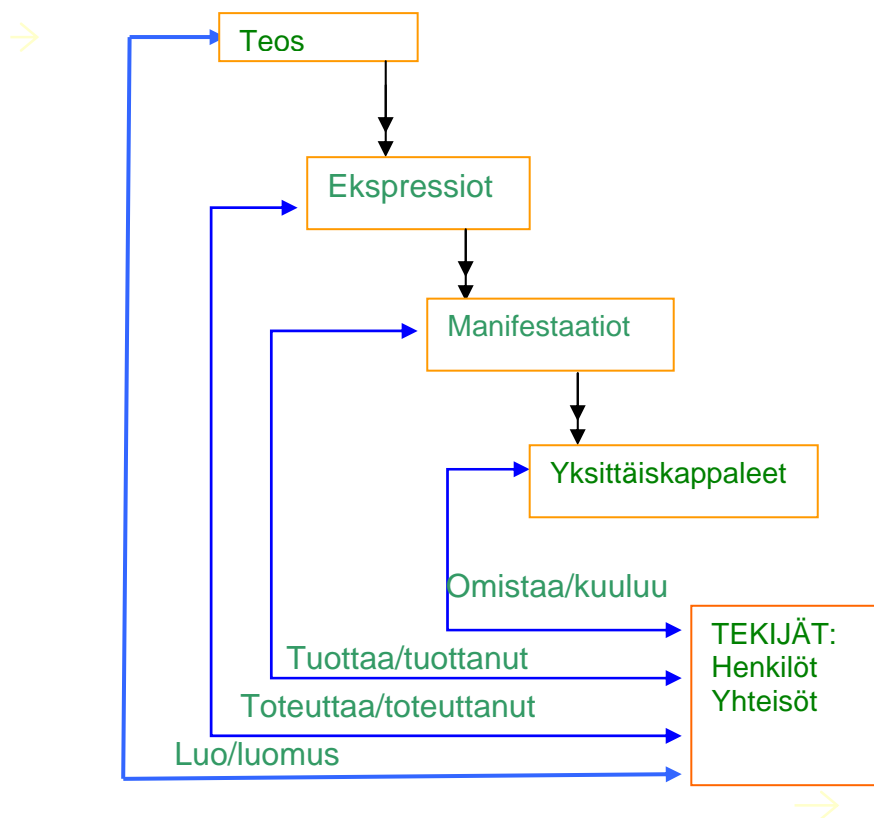 Teos
Ekspressiot
Manifestaatiot
Yksittäiskappaleet
Omistaa/kuuluu
TEKIJÄT:
Henkilöt
Yhteisöt
Tuottaa/tuottanut
Toteuttaa/toteuttanut
Luo/luomus